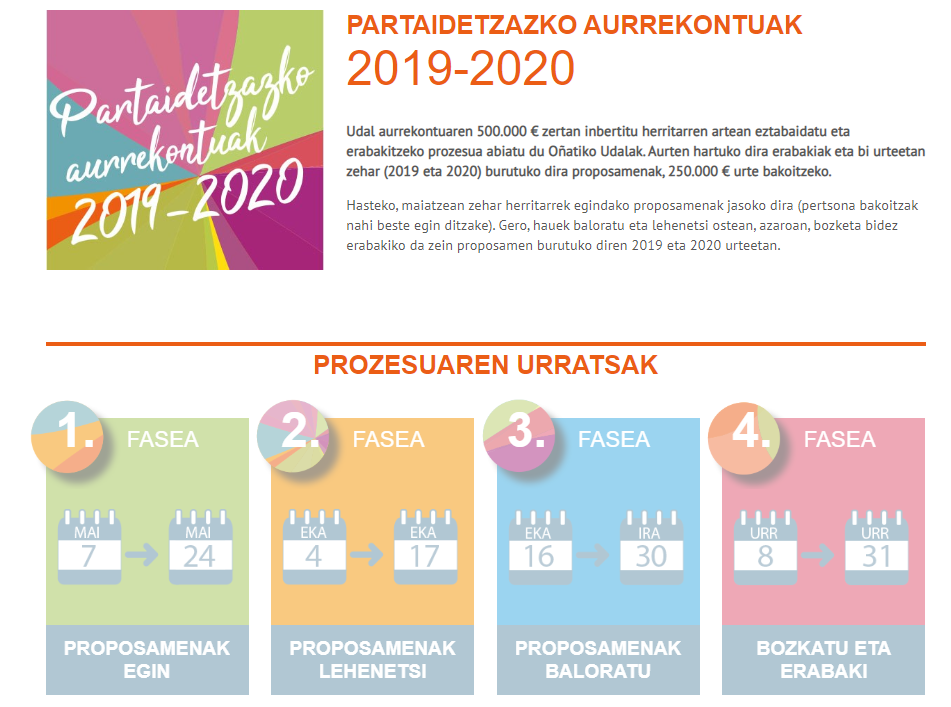 Partaidetzazko
aurrekontuak
2019-2020
PARTAIDETZAZKO AURREKONTUAK
2019-2020
Udal aurrekontuaren 500.000 € zertan inbertitu herritarren artean eztabaidatu eta
erabakitzeko prozesua abiatu du Oñatiko Udalak. Aurten hartuko dira erabakiak eta bi urteetan
zehar (2019 eta 2020) burutuko dira proposamenak, 250.000 € urte bakoitzeko.
Hasteko, maiatzean zehar herritarrek egindako proposamenak jasoko dira (pertsona bakoitzak
nahi beste egin ditzake). Gero, hauek baloratu eta lehenetsi ostean, azaroan, bozketa bidez
erabakiko da zein proposamen burutuko diren 2019 eta 2020 urteetan.
PROZESUAREN URRATSAK
1. FASEA
MAI MAI
7 24
PROPOSAMENAK
EGIN
2. FASEA
EKA EKA
4 17
PROPOSAMENAK
LEHENETSI
3. FASEA
EKA IRA
16 30
PROPOSAMENAK
BALORATU
4. FASEA
URR URR
8 31
BOZKATU ETA
ERABAKI